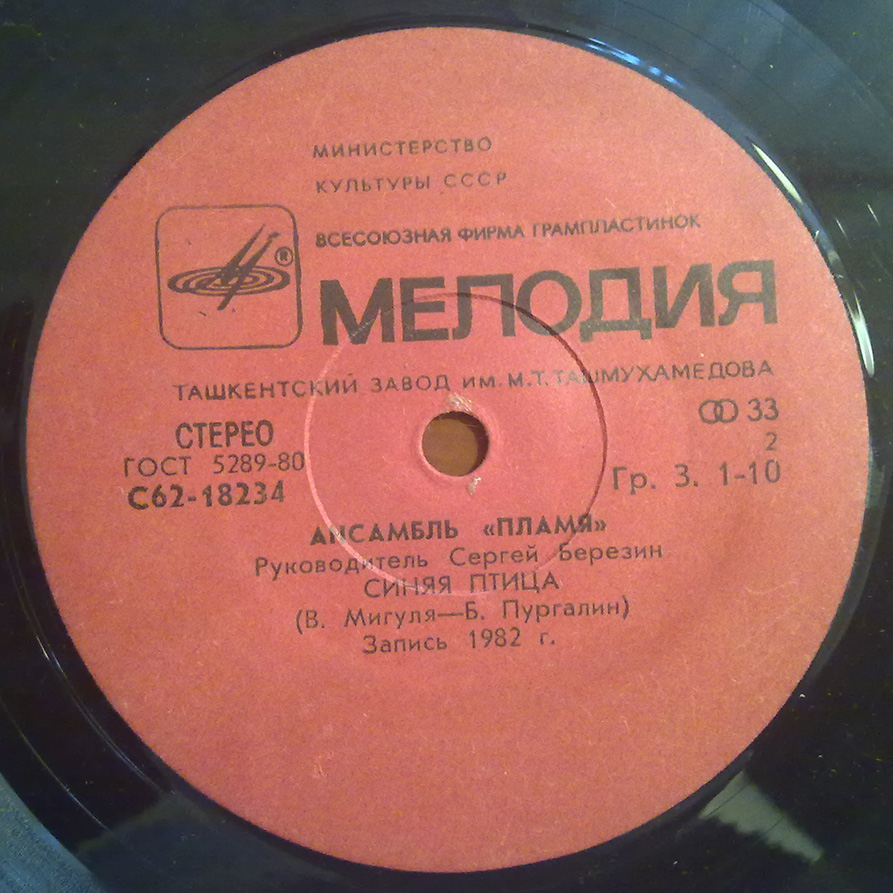 МИНИСТЕРСТВО
КУЛЬТУРЫ СССР
ВСЕСОЮЗНАЯ ФИРМА ГРАМПЛАСТИНОК
®
МЕЛОДИЯ
ТАШКЕНТСКИЙ ЗАВОД ИМ. М.Т. ТАШМУХАМЕДОВА
СТЕРЕО
33
ГОСТ 5289-80
2
С62-18234
Гр. 3. 1-10
АНСАМБЛЬ «ПЛАМЯ»
Руководитель Сергей Березин
СИНЯЯ ПТИЦА
(В. Мигуля—Б. Пургалин)
Запись 1982 г.